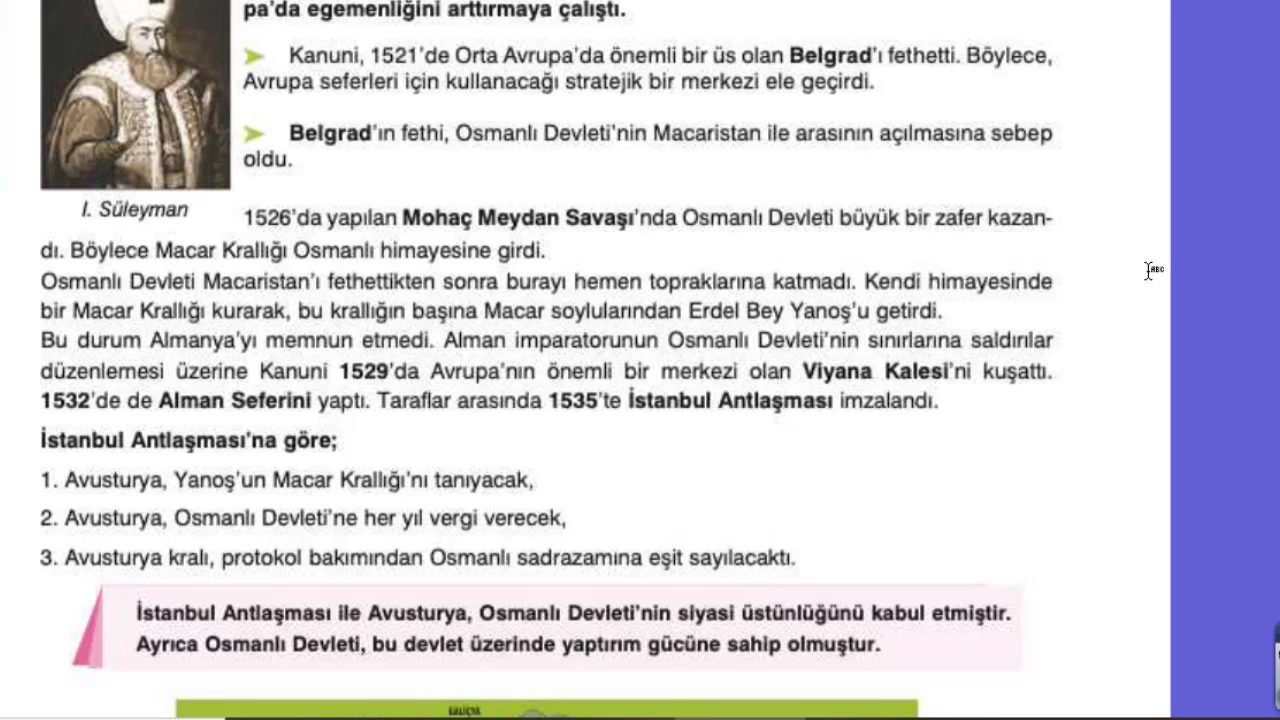 pa’da egemenliğini arttırmaya çalıştı.
➤ Kanuni, 1521’de Orta Avrupa’da önemli bir üs olan Belgrad’ı fethetti. Böylece,
Avrupa seferleri için kullanacağı stratejik bir merkezi ele geçirdi.
➤ Belgrad’ın fethi, Osmanlı Devleti’nin Macaristan ile arasının açılmasına sebep
oldu.
I. Süleyman
1526’da yapılan Mohaç Meydan Savaşı’nda Osmanlı Devleti büyük bir zafer kazan-
dı. Böylece Macar Krallığı Osmanlı himayesine girdi.
Osmanlı Devleti Macaristan’ı fethettikten sonra burayı hemen topraklarına katmadı. Kendi himayesinde
bir Macar Krallığı kurarak, bu krallığın başına Macar soylularından Erdel Bey Yanoş’u getirdi.
Bu durum Almanya’yı memnun etmedi. Alman imparatorunun Osmanlı Devleti’nin sınırlarına saldırılar
düzenlemesi üzerine Kanuni 1529’da Avrupa’nın önemli bir merkezi olan Viyana Kalesi’ni kuşattı.
1532’de de Alman Seferini yaptı. Taraflar arasında 1535’te İstanbul Antlaşması imzalandı.
İstanbul Antlaşması’na göre;
1. Avusturya, Yanoş’un Macar Krallığı’nı tanıyacak,
2. Avusturya, Osmanlı Devleti’ne her yıl vergi verecek,
3. Avusturya kralı, protokol bakımından Osmanlı sadrazamına eşit sayılacaktı.
İstanbul Antlaşması ile Avusturya, Osmanlı Devleti’nin siyasi üstünlüğünü kabul etmiştir.
Ayrıca Osmanlı Devleti, bu devlet üzerinde yaptırım gücüne sahip olmuştur.